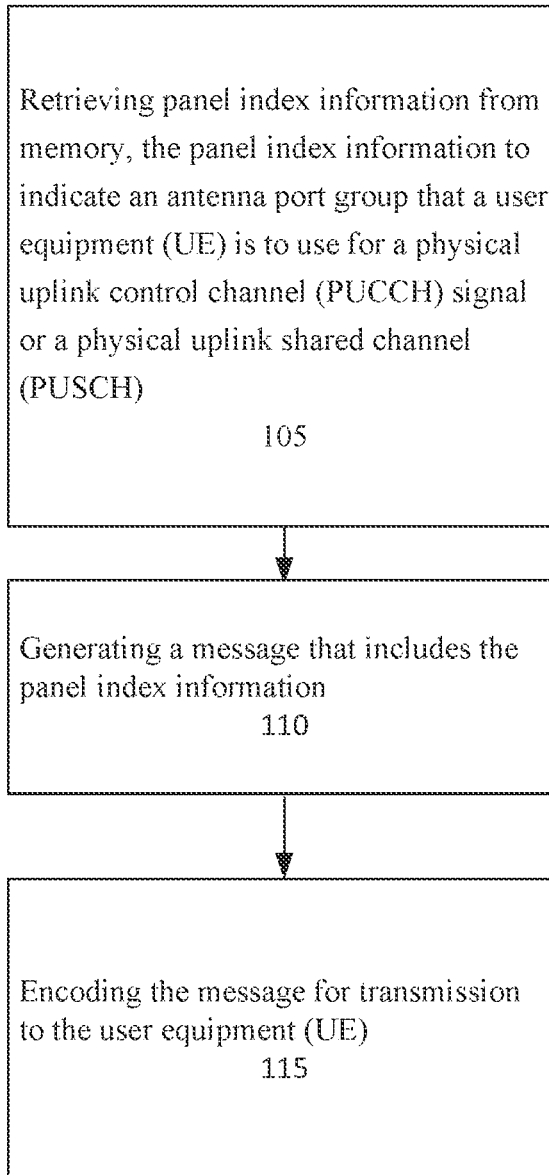 Retrieving panel index information from
memory, the panel index information to
indicate an antenna port group that a user
equipment (UE) is to use for a physical
uplink control channel (PUCCH) signal
or a physical uplink shared channel
(PUSCH)
105
Generating a message that includes the
panel index information
110
Encoding the message for transmission
to the user equipment (UE)
115